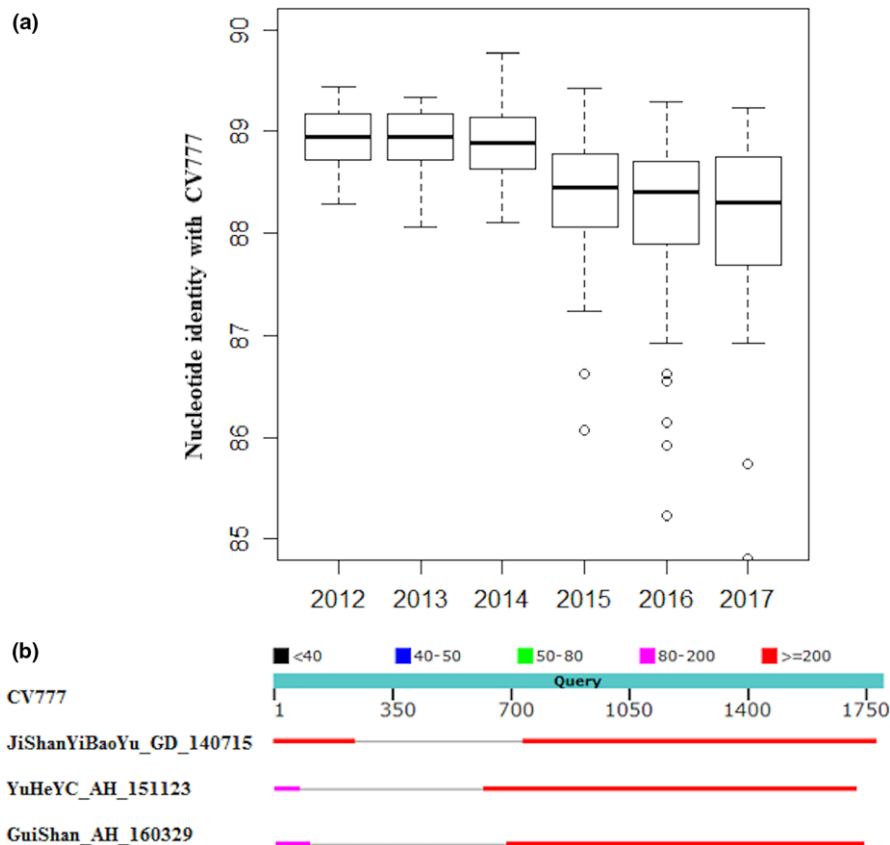 (a)
Nucleotide identity with CV777
90
89
88
87
86
85
2012 2013 2014 2015 2016 2017
(b)
<40 40-50 50-80 80-200 >=200
Query
CV777
1 350 700 1050 1400 1750
JiShanYiBaoYu_GD_140715
YuHeYC_AH_151123
GuiShan_AH_160329